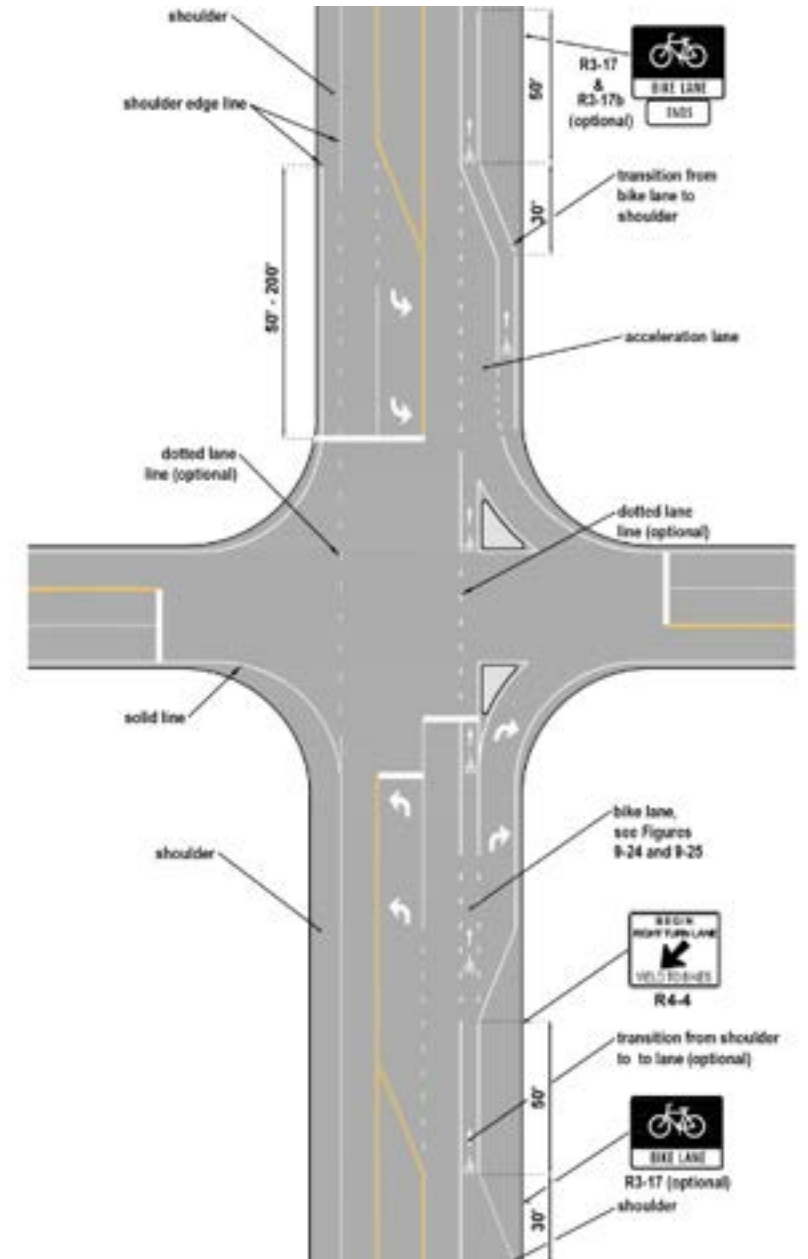 shoulder
shoulder edge line
50' - 200'
dotted lane
line (optional)
solid line
shoulder
R3-17
&
R3-17b
(optional)
BIKE LANE
ENDS
50'
30'
transition from
bike lane to
shoulder
acceleration lane
dotted lane
line (optional)
bike lane,
see Figures
9-24 and 9-25
BEGIN
RIGHT TURN LANE
YIELD TO BIKES
R4-4
transition from shoulder
to to lane (optional)
50'
BIKE LANE
R3-17 (optional)
shoulder
30'